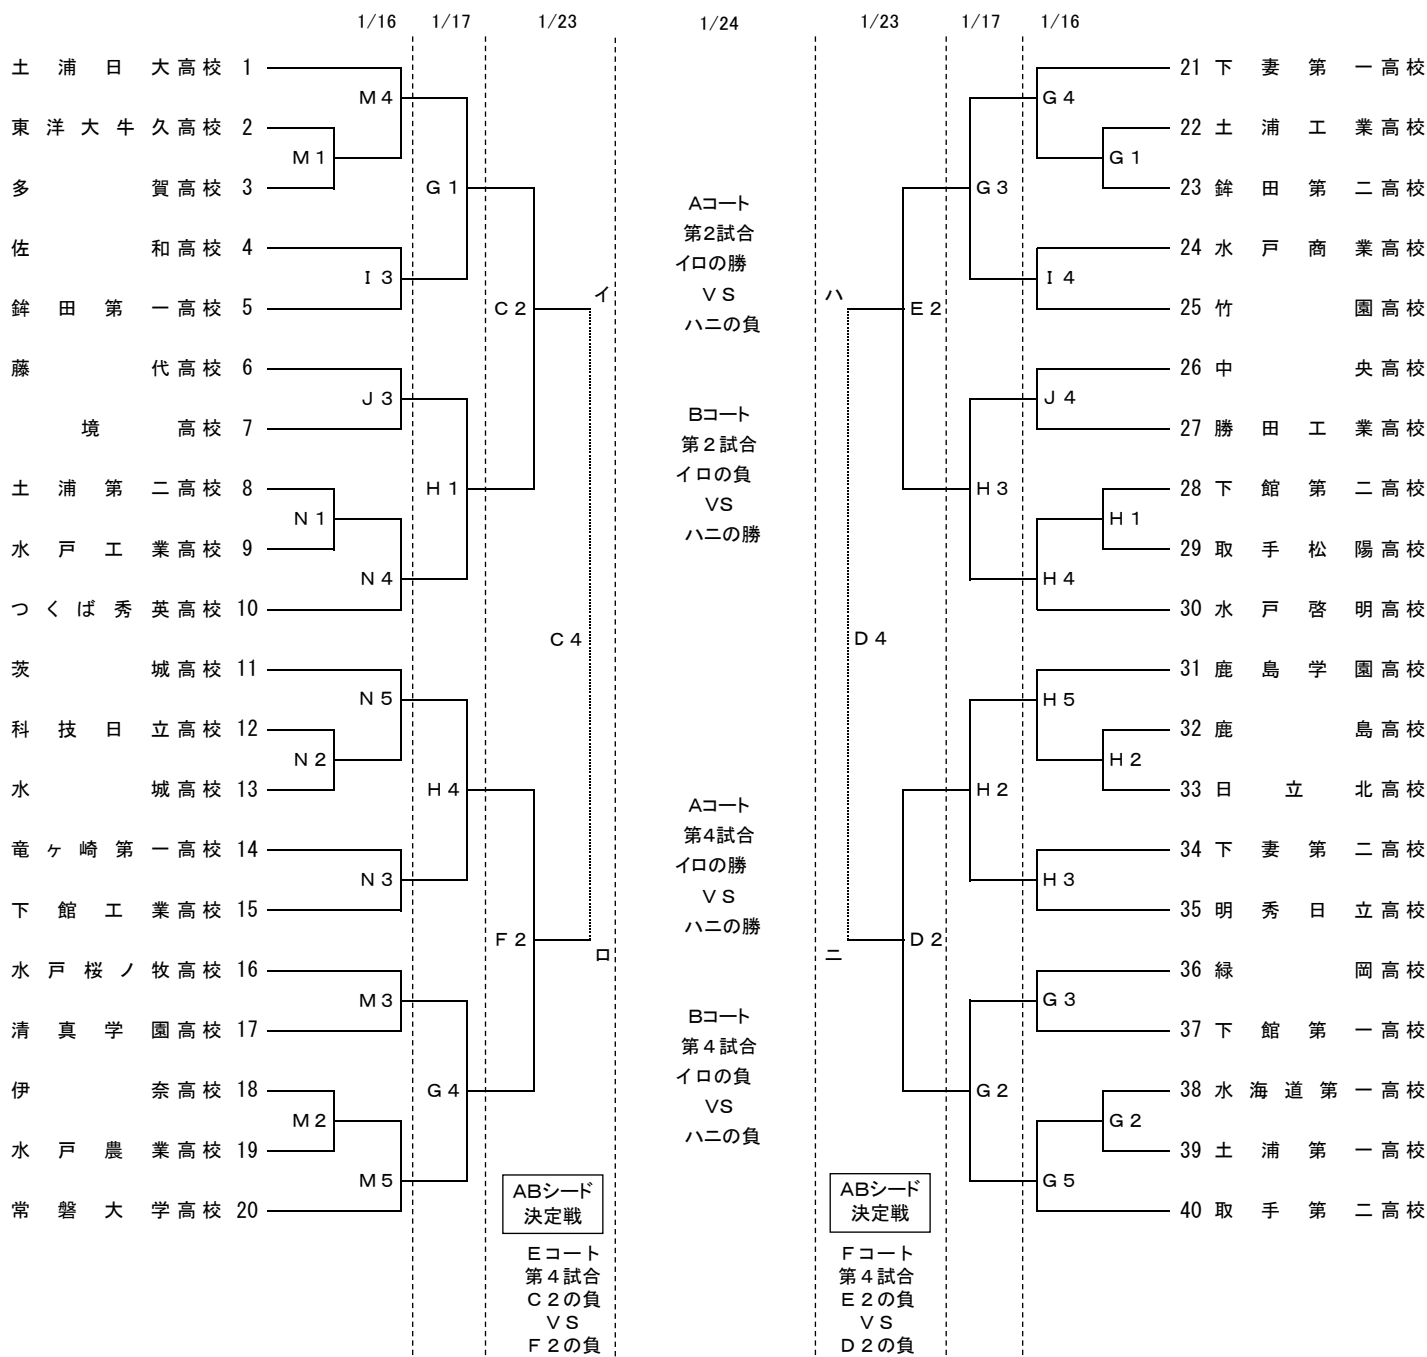 1/16 1/17 1/23 1/24 1/23 1/17 1/16
土浦日大高校 1
M4
東洋大牛久高校 2
M1
多賀高校 3
G1
佐和高校 4
I3
鉾田第一高校 5
C2
イ
藤代高校 6
J3
境高校 7
土浦第二高校 8
H1
N1
水戸工業高校 9
N4
つくば秀英高校 10
C4
茨城高校 11
N5
科技日立高校 12
N2
水城高校 13
H4
竜ヶ崎第一高校 14
N3
下館工業高校 15
F2
ロ
水戸桜ノ牧高校 16
M3
清真学園高校 17
伊奈高校 18
G4
M2
水戸農業高校 19
M5
常磐大学高校 20
ABシード
決定戦
Eコート
第4試合
C2の負
VS
F2の負
Aコート
第2試合
イロの勝
VS
ハニの負
Bコート
第2試合
イロの負
VS
ハニの勝
Aコート
第4試合
イロの勝
VS
ハニの勝
Bコート
第4試合
イロの負
VS
ハニの負
21 下妻第一高校
G4
22 土浦工業高校
G1
23 鉾田第二高校
G3
24 水戸商業高校
I4
25 竹園高校
E2
ハ
26 中央高校
J4
27 勝田工業高校
28 下館第二高校
H3
H1
29 取手松陽高校
H4
30 水戸啓明高校
D4
31 鹿島学園高校
H5
32 鹿島高校
H2
33 日立北高校
H2
34 下妻第二高校
H3
35 明秀日立高校
D2
ニ
36 緑岡高校
G3
37 下館第一高校
38 水海道第一高校
G2
G2
39 土浦第一高校
G5
40 取手第二高校
ABシード
決定戦
Fコート
第4試合
E2の負
VS
D2の負